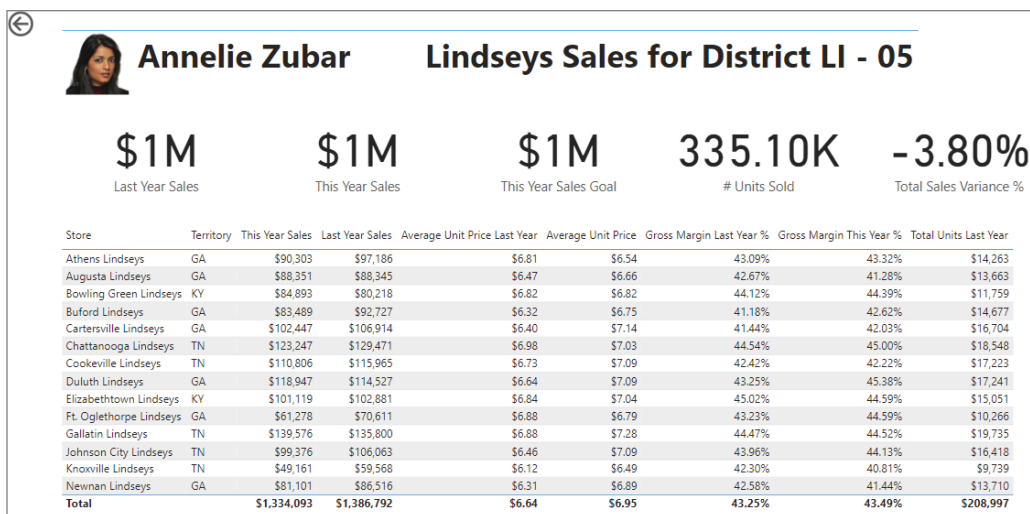 Annelie Zubar Lindseys Sales for District LI - 05
$1M $1M $1M 335.10K -3.80%
Last Year Sales This Year Sales This Year Sales Goal # Units Sold Total Sales Variance %
Store Territory This Year Sales Last Year Sales Average Unit Price Last Year Average Unit Price Gross Margin Last Year % Gross Margin This Year % Total Units Last Year
Athens Lindseys GA $90,303 $97,186 $6.81 $6.54 43.09% 43.32% $14,263
Augusta Lindseys GA $88,351 $88,345 $6.47 $6.66 42.67% 41.28% $13,663
Bowling Green Lindseys KY $84,893 $80,218 $6.82 $6.82 44.12% 44.39% $11,759
Buford Lindseys GA $83,489 $92,727 $6.32 $6.75 41.18% 42.62% $14,677
Cartersville Lindseys GA $102,447 $106,914 $6.40 $7.14 41.44% 42.03% $16,704
Chattanooga Lindseys TN $123,247 $129,471 $6.98 $7.03 44.54% 45.00% $18,548
Cookeville Lindseys TN $110,806 $115,965 $6.73 $7.09 42.42% 42.22% $17,223
Duluth Lindseys GA $118,947 $114,527 $6.64 $7.09 43.25% 45.38% $17,241
Elizabethtown Lindseys KY $101,119 $102,881 $6.84 $7.04 45.02% 44.59% $15,051
Ft. Oglethorpe Lindseys GA $61,278 $70,611 $6.88 $6.79 43.23% 44.59% $10,266
Gallatin Lindseys TN $139,576 $135,800 $6.88 $7.28 44.47% 44.52% $19,735
Johnson City Lindseys TN $99,376 $106,063 $6.46 $7.09 43.96% 44.13% $16,418
Knoxville Lindseys TN $49,161 $59,568 $6.12 $6.49 42.30% 40.81% $9,739
Newnan Lindseys GA $81,101 $86,516 $6.31 $6.89 42.58% 41.44% $13,710
Total $1,334,093 $1,386,792 $6.64 $6.95 43.25% 43.49% $208,997